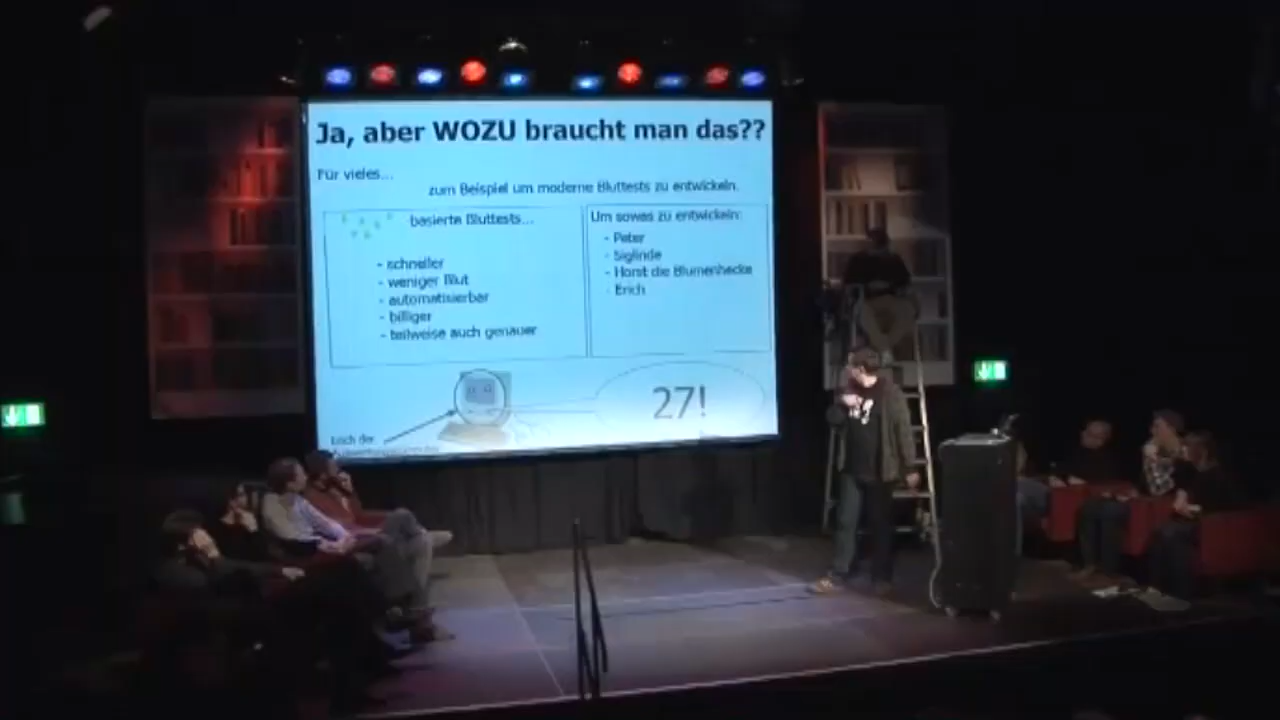 Ja, aber WOZU braucht man das??
Für vieles...
zum Beispiel um moderne Bluttests zu entwickeln.
basierte Bluttests...
- schneller
- weniger Blut
- automatisierbar
- billiger
- teilweise auch genauer
Um sowas zu entwickeln:
- Peter
- Siglinde
- Horst die Blumenhecke
- Erich
27!
Loch der